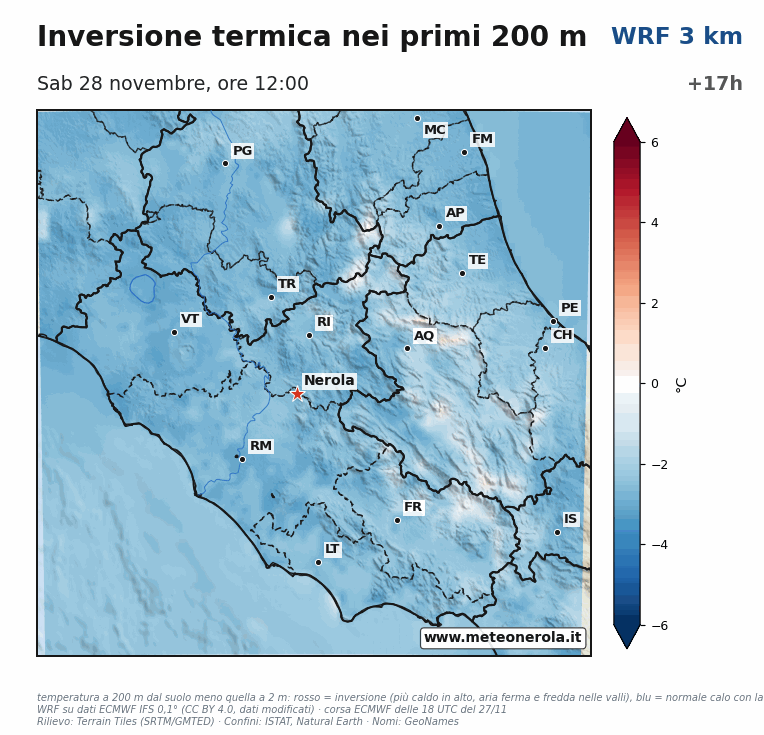 Inversione termica nei primi 200 m WRF 3 km
Sab 28 novembre, ore 12:00 +17h
MC
FM
PG
AP
TE
TR
PE
VT
RI
AQ
CH
Nerola
RM
FR
IS
LT
6
4
2
0
−2
−4
−6
°C
www.meteonerola.it
temperatura a 200 m dal suolo meno quella a 2 m: rosso = inversione (più caldo in alto, aria ferma e fredda nelle valli), blu = normale calo con la
WRF su dati ECMWF IFS 0,1° (CC BY 4.0, dati modificati) · corsa ECMWF delle 18 UTC del 27/11
Rilievo: Terrain Tiles (SRTM/GMTED) · Confini: ISTAT, Natural Earth · Nomi: GeoNames